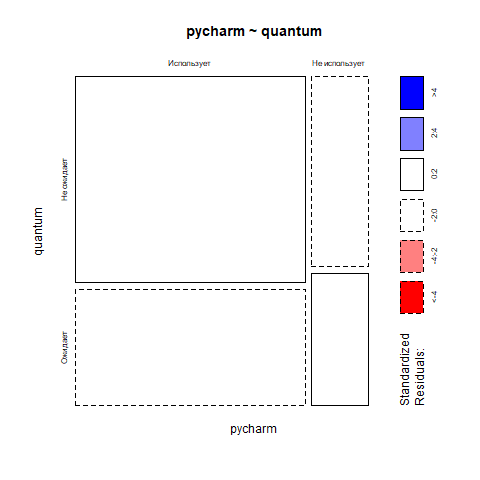 pycharm ~ quantum
Использует
Не использует
Не ожидает
Ожидает
quantum
pycharm
>4
2:4
0:2
-2:0
-4:-2
<-4
Standardized
Residuals: